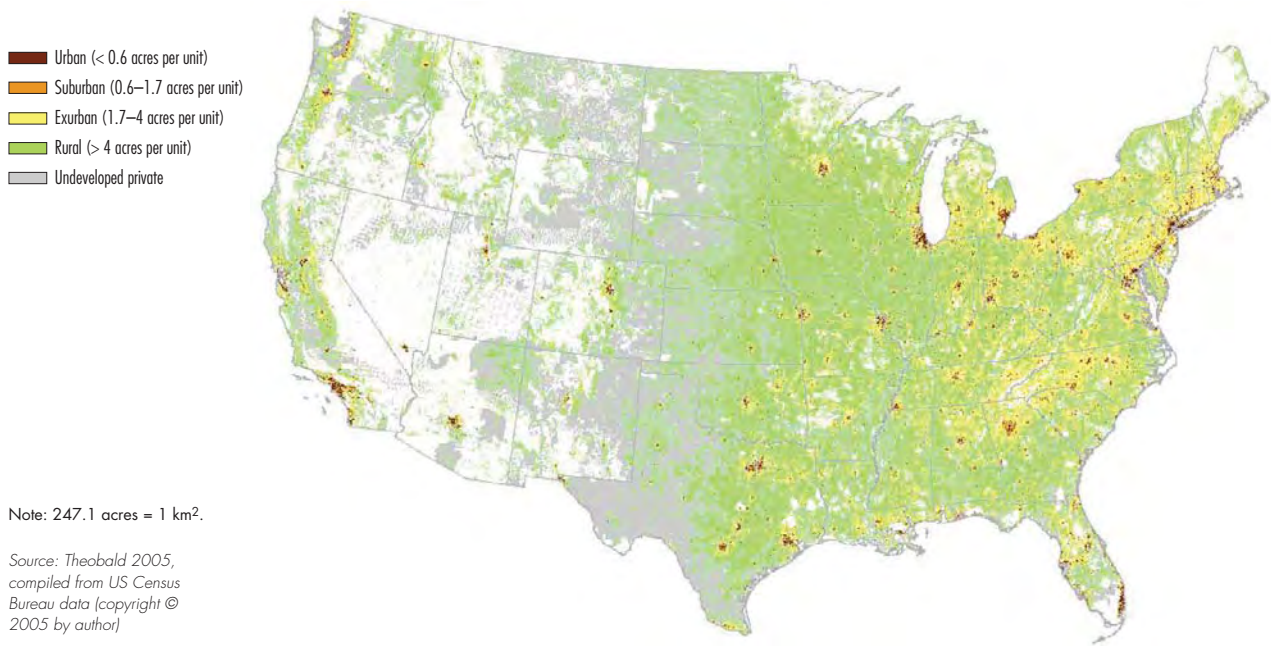 Urban (< 0.6 acres per unit)
Suburban (0.6–1.7 acres per unit)
Exurban (1.7–4 acres per unit)
Rural (> 4 acres per unit)
Undeveloped private
Note: 247.1 acres = 1 km².
Source: Theobald 2005,
compiled from US Census
Bureau data (copyright ©
2005 by author)